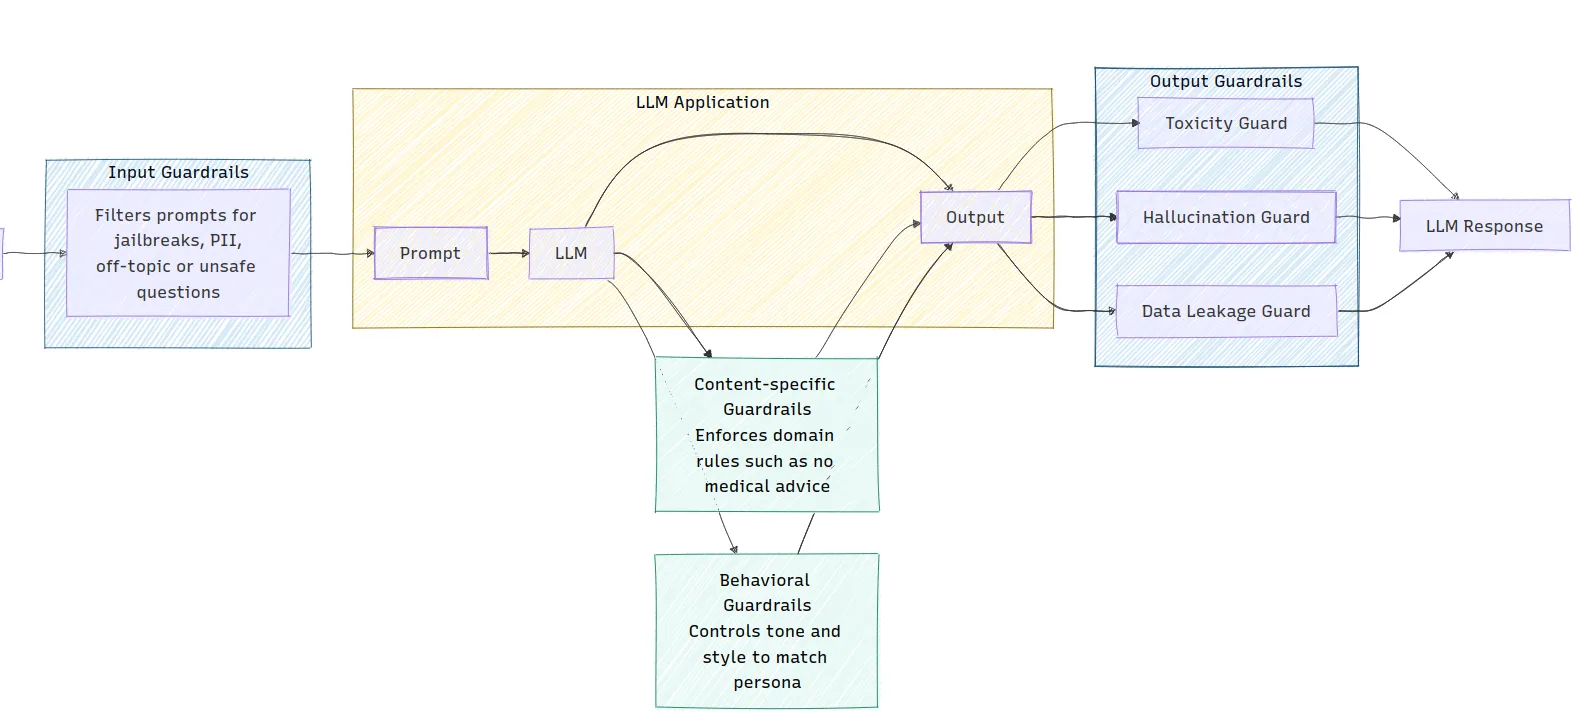 Input Guardrails
Filters prompts for
jailbreaks, PII,
off-topic or unsafe
questions
LLM Application
Prompt
LLM
Output
Content-specific
Guardrails
Enforces domain
rules such as no
medical advice
Behavioral
Guardrails
Controls tone and
style to match
persona
Output Guardrails
Toxicity Guard
Hallucination Guard
Data Leakage Guard
LLM Response